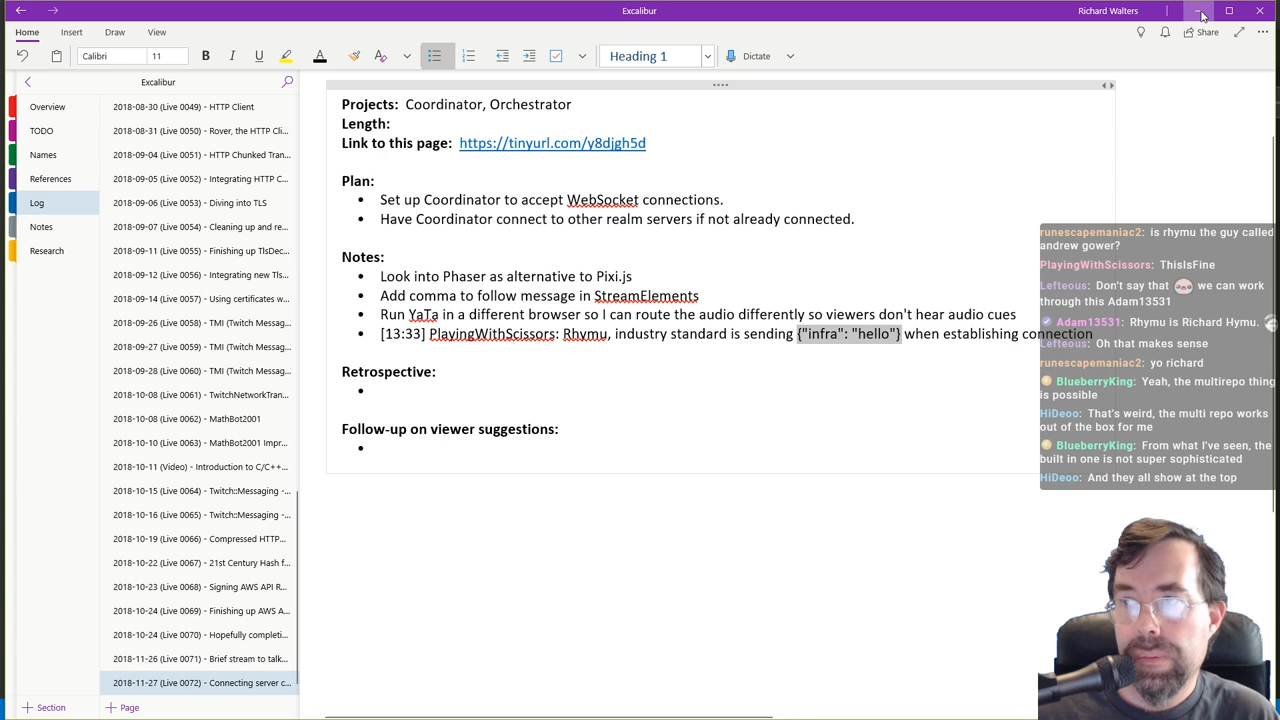 Excalibur
Richard Walters
Home Insert Draw View
Share
Calibri 11 B I U A Heading 1 Dictate
Excalibur
Overview
TODO
Names
References
Log
Notes
Research
2018-08-30 (Live 0049) - HTTP Client
2018-08-31 (Live 0050) - Rover, the HTTP Cli...
2018-09-04 (Live 0051) - HTTP Chunked Tran...
2018-09-05 (Live 0052) - Integrating HTTP C...
2018-09-06 (Live 0053) - Diving into TLS
2018-09-07 (Live 0054) - Cleaning up and re...
2018-09-11 (Live 0055) - Finishing up TlsDec...
2018-09-12 (Live 0056) - Integrating new Tls...
2018-09-14 (Live 0057) - Using certificates w...
2018-09-26 (Live 0058) - TMI (Twitch Messag...
2018-09-27 (Live 0059) - TMI (Twitch Messag...
2018-09-28 (Live 0060) - TMI (Twitch Messag...
2018-10-08 (Live 0061) - TwitchNetworkTran...
2018-10-08 (Live 0062) - MathBot2001
2018-10-10 (Live 0063) - MathBot2001 Impr...
2018-10-11 (Video) - Introduction to C/C++...
2018-10-15 (Live 0064) - Twitch::Messaging -...
2018-10-16 (Live 0065) - Twitch::Messaging -...
2018-10-19 (Live 0066) - Compressed HTTP...
2018-10-22 (Live 0067) - 21st Century Hash f...
2018-10-23 (Live 0068) - Signing AWS API R...
2018-10-24 (Live 0069) - Finishing up AWS A...
2018-10-24 (Live 0070) - Hopefully completi...
2018-11-26 (Live 0071) - Brief stream to talk...
2018-11-27 (Live 0072) - Connecting server c...
+ Section
+ Page
Projects: Coordinator, Orchestrator
Length:
Link to this page: https://tinyurl.com/y8djgh5d
Plan:
• Set up Coordinator to accept WebSocket connections.
• Have Coordinator connect to other realm servers if not already connected.
Notes:
• Look into Phaser as alternative to Pixi.js
• Add comma to follow message in StreamElements
• Run YaTa in a different browser so I can route the audio differently so viewers don't hear audio cues
• [13:33] PlayingWithScissors: Rhymu, industry standard is sending {"infra": "hello"} when establishing connection
Retrospective:
•
Follow-up on viewer suggestions:
•
runescapemaniac2: is rhymu the guy called
andrew gower?
PlayingWithScissors: ThisIsFine
Lefteous: Don't say that we can work
through this Adam13531
Adam13531: Rhymu is Richard Hymu.
Lefteous: Oh that makes sense
runescapemaniac2: yo richard
BlueberryKing: Yeah, the multirepo thing
is possible
HiDeoo: That's weird, the multi repo works
out of the box for me
BlueberryKing: From what I've seen, the
built in one is not super sophisticated
HiDeoo: And they all show at the top